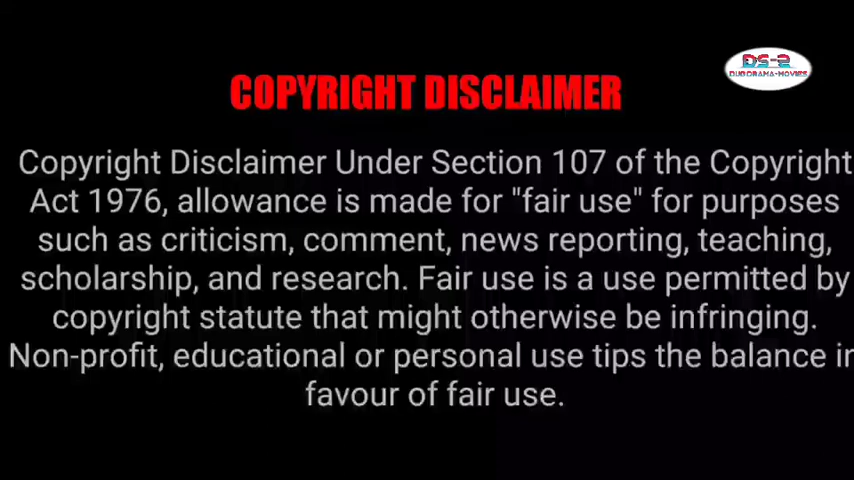 DS-2
DUBDRAMA-MOVIES
COPYRIGHT DISCLAIMER
Copyright Disclaimer Under Section 107 of the Copyright
Act 1976, allowance is made for "fair use" for purposes
such as criticism, comment, news reporting, teaching,
scholarship, and research. Fair use is a use permitted by
copyright statute that might otherwise be infringing.
Non-profit, educational or personal use tips the balance in
favour of fair use.